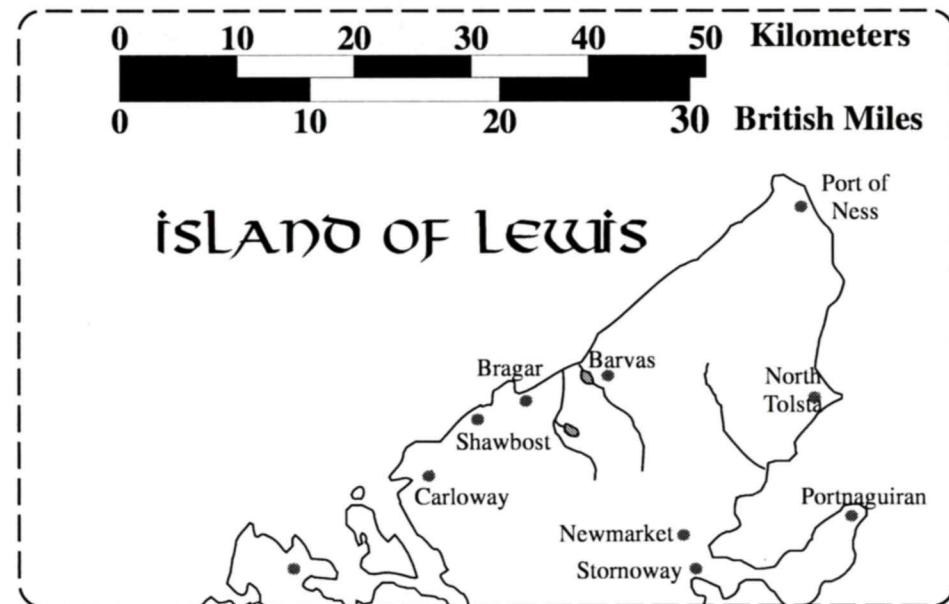 0 10 20 30 40 50 Kilometers
0 10 20 30 British Miles
ISLAND OF LEWIS
Port of
Ness
Barvas
Bragar
North
Tolsta
Shawbost
Carloway
Portnaguiran
Newmarket
Stornoway